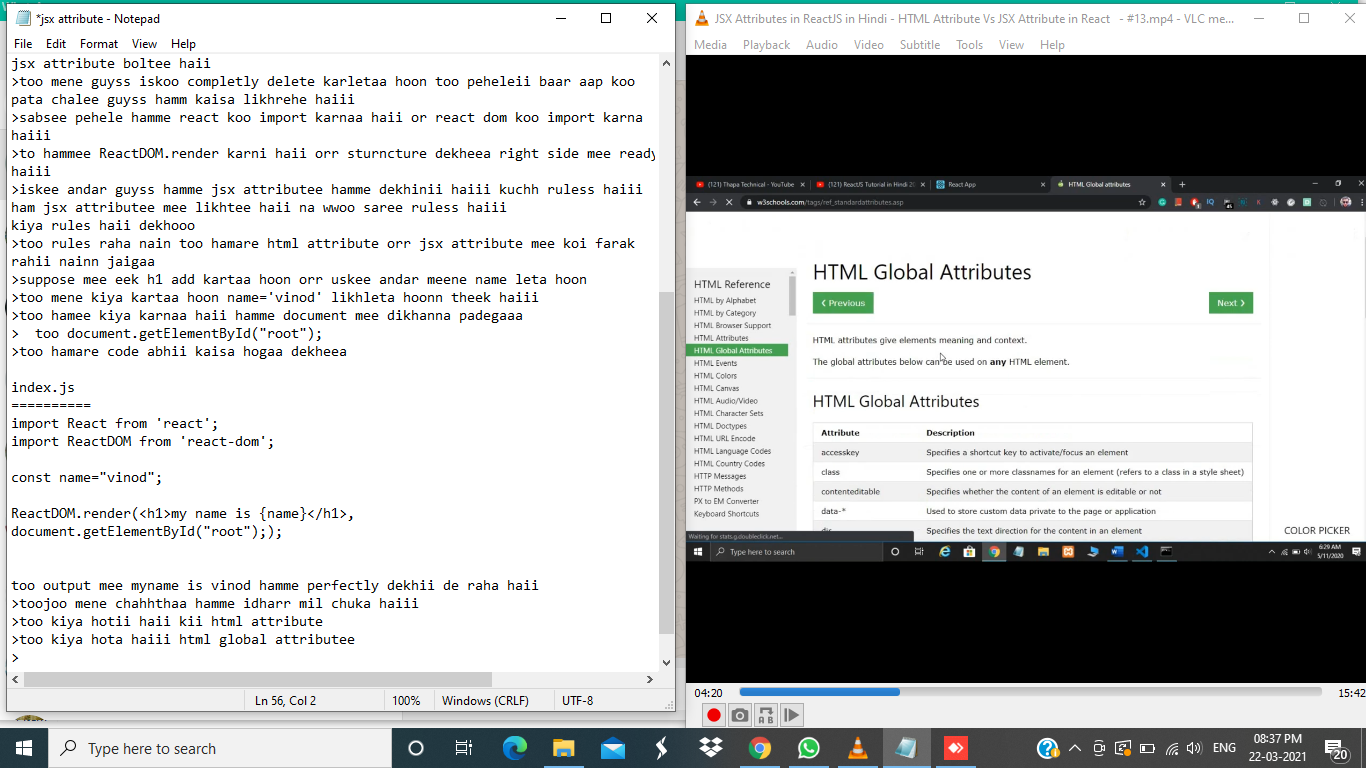 *jsx attribute - Notepad
File Edit Format View Help
jsx attribute boltee haii
>too mene guyss iskoo completly delete karletaa hoon too peheleii baar aap koo
pata chalee guyss hamm kaisa likhrehe haiii
>sabsee pehele hamme react koo import karnaa haii or react dom koo import karna
haiii
>to hammee ReactDOM.render karni haii orr sturncture dekheea right side mee ready
haiii
>iskee andar guyss hamme jsx attributee hamme dekhinii haiii kuchh ruless haiii
ham jsx attributee mee likhtee haii na wwoo saree ruless haiii
kiya rules haii dekhooo
>too rules raha nain too hamare html attribute orr jsx attribute mee koi farak
rahii nainn jaigaa
>suppose mee eek h1 add kartaa hoon orr uskee andar meene name leta hoon
>too mene kiya kartaa hoon name='vinod' likhleta hoonn theek haiii
>too hamee kiya karnaa haii hamme document mee dikhanna padegaaa
>  too document.getElementById("root");
>too hamare code abhii kaisa hogaa dekheea
index.js
==========
import React from 'react';
import ReactDOM from 'react-dom';
const name="vinod";
ReactDOM.render(<h1>my name is {name}</h1>,
document.getElementById("root"););
too output mee myname is vinod hamme perfectly dekhii de raha haii
>toojoo mene chahhthaa hamme idharr mil chuka haiii
>too kiya hotii haii kii html attribute
>too kiya hota haiii html global attributee
>
Ln 56, Col 2 100% Windows (CRLF) UTF-8
JSX Attributes in ReactJS in Hindi - HTML Attribute Vs JSX Attribute in React - #13.mp4 - VLC me...
Media Playback Audio Video Subtitle Tools View Help
(121) Thapa Technical - YouTube (121) ReactJS Tutorial in Hindi 20 React App HTML Global attributes
w3schools.com/tags/ref_standardattributes.asp
HTML Reference
HTML by Alphabet
HTML by Category
HTML Browser Support
HTML Attributes
HTML Global Attributes
HTML Events
HTML Colors
HTML Canvas
HTML Audio/Video
HTML Character Sets
HTML Doctypes
HTML URL Encode
HTML Language Codes
HTML Country Codes
HTTP Messages
HTTP Methods
PX to EM Converter
Keyboard Shortcuts
HTML Global Attributes
❮ Previous Next ❯
HTML attributes give elements meaning and context.
The global attributes below can be used on any HTML element.
HTML Global Attributes
Attribute Description
accesskey Specifies a shortcut key to activate/focus an element
class Specifies one or more classnames for an element (refers to a class in a style sheet)
contenteditable Specifies whether the content of an element is editable or not
data-* Used to store custom data private to the page or application
dir Specifies the text direction for the content in an element
COLOR PICKER
Waiting for stats.g.doubleclick.net...
Type here to search
6:29 AM
5/11/2020
04:20 15:42
A B
Type here to search
ENG
08:37 PM
22-03-2021
20